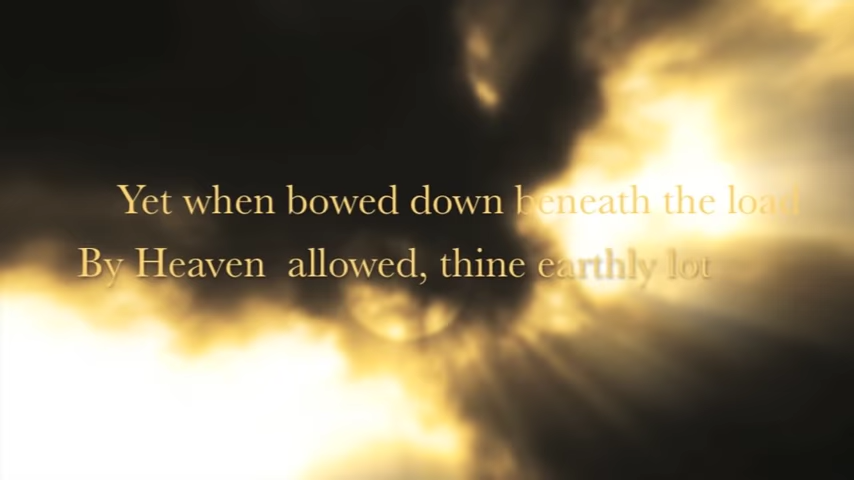 Yet when bowed down beneath the load
By Heaven allowed, thine earthly lot